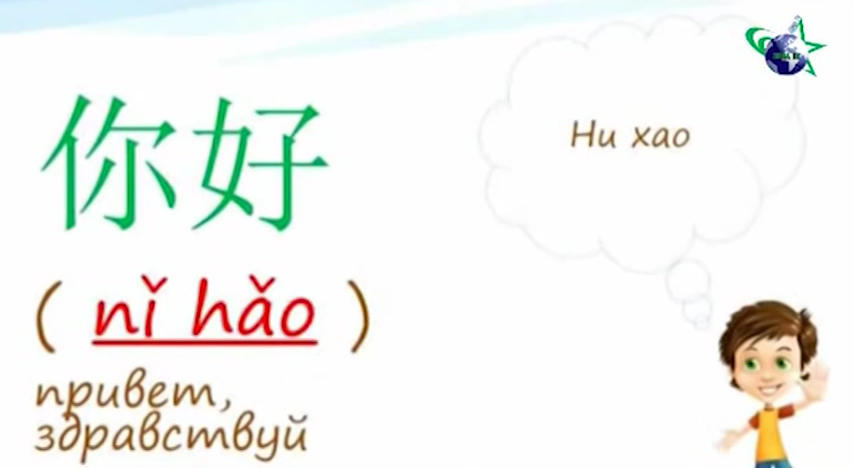 你好
Ни хао
( nǐ hǎo )
привет,
здравствуй